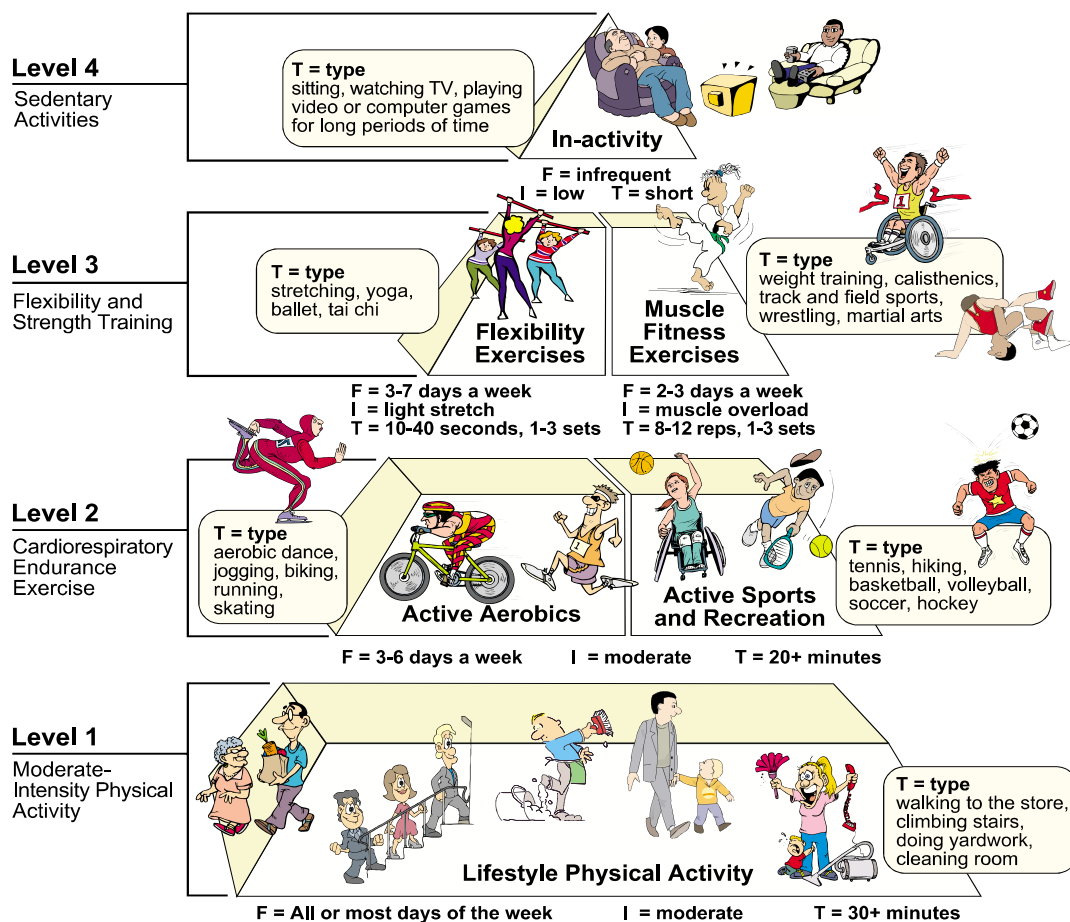 Level 4
Sedentary
Activities
T = type
sitting, watching TV, playing
video or computer games
for long periods of time
In-activity
F = infrequent
I = low T = short
Level 3
Flexibility and
Strength Training
T = type
stretching, yoga,
ballet, tai chi
Flexibility
Exercises
Muscle
Fitness
Exercises
1
T = type
weight training, calisthenics,
track and field sports,
wrestling, martial arts
F = 3-7 days a week
I = light stretch
T = 10-40 seconds, 1-3 sets
F = 2-3 days a week
I = muscle overload
T = 8-12 reps, 1-3 sets
Level 2
Cardiorespiratory
Endurance
Exercise
T = type
aerobic dance,
jogging, biking,
running,
skating
Active Aerobics
Active Sports
and Recreation
T = type
tennis, hiking,
basketball, volleyball,
soccer, hockey
F = 3-6 days a week I = moderate T = 20+ minutes
Level 1
Moderate-
Intensity Physical
Activity
T = type
walking to the store,
climbing stairs,
doing yardwork,
cleaning room
Lifestyle Physical Activity
F = All or most days of the week I = moderate T = 30+ minutes